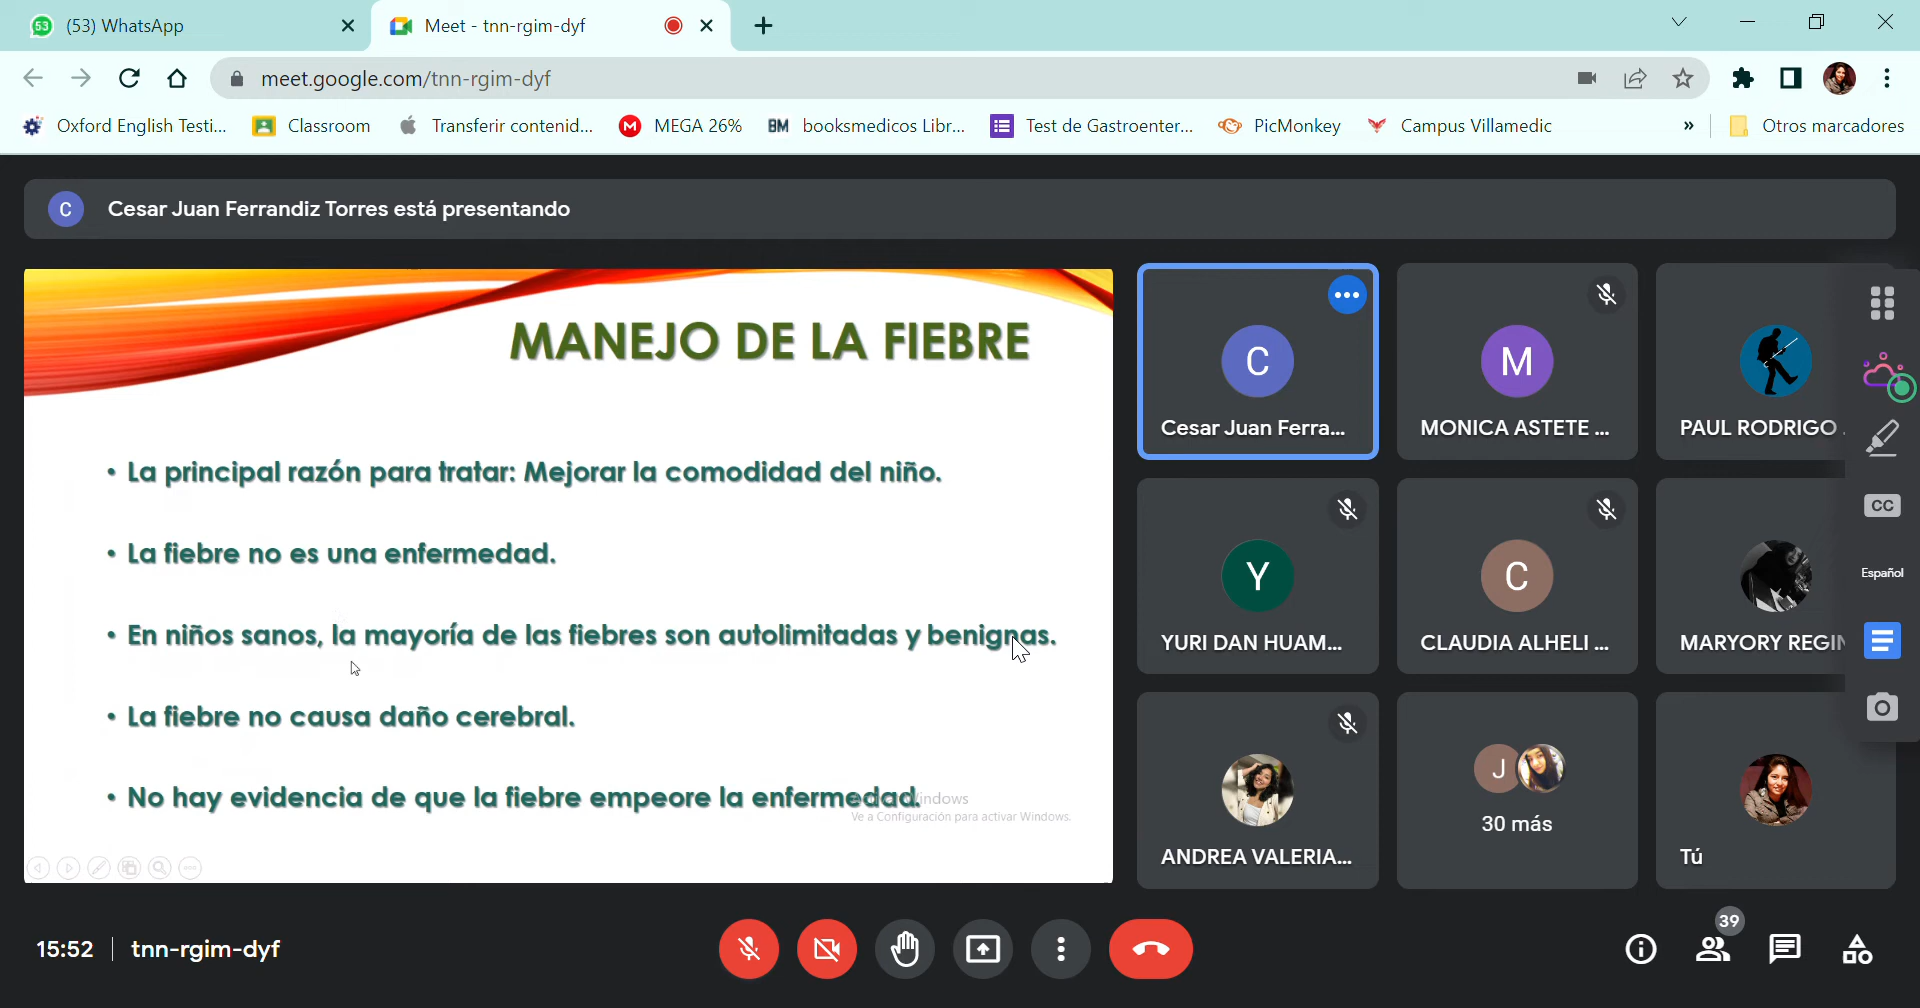 (53) WhatsApp
Meet - tnn-rgim-dyf
meet.google.com/tnn-rgim-dyf
Oxford English Testi...
Classroom
Transferir contenid...
MEGA 26%
BM booksmedicos Libr...
Test de Gastroenter...
PicMonkey
Campus Villamedic
»
Otros marcadores
C Cesar Juan Ferrandiz Torres está presentando
MANEJO DE LA FIEBRE
• La principal razón para tratar: Mejorar la comodidad del niño.
• La fiebre no es una enfermedad.
• En niños sanos, la mayoría de las fiebres son autolimitadas y benignas.
• La fiebre no causa daño cerebral.
• No hay evidencia de que la fiebre empeore la enfermedad.
Windows
Ve a Configuración para activar Windows.
C
Cesar Juan Ferra...
M
MONICA ASTETE ...
PAUL RODRIGO
Y
YURI DAN HUAM...
C
CLAUDIA ALHELI ...
MARYORY REGIN
ANDREA VALERIA...
J
30 más
Tú
CC
Español
15:52 | tnn-rgim-dyf
39